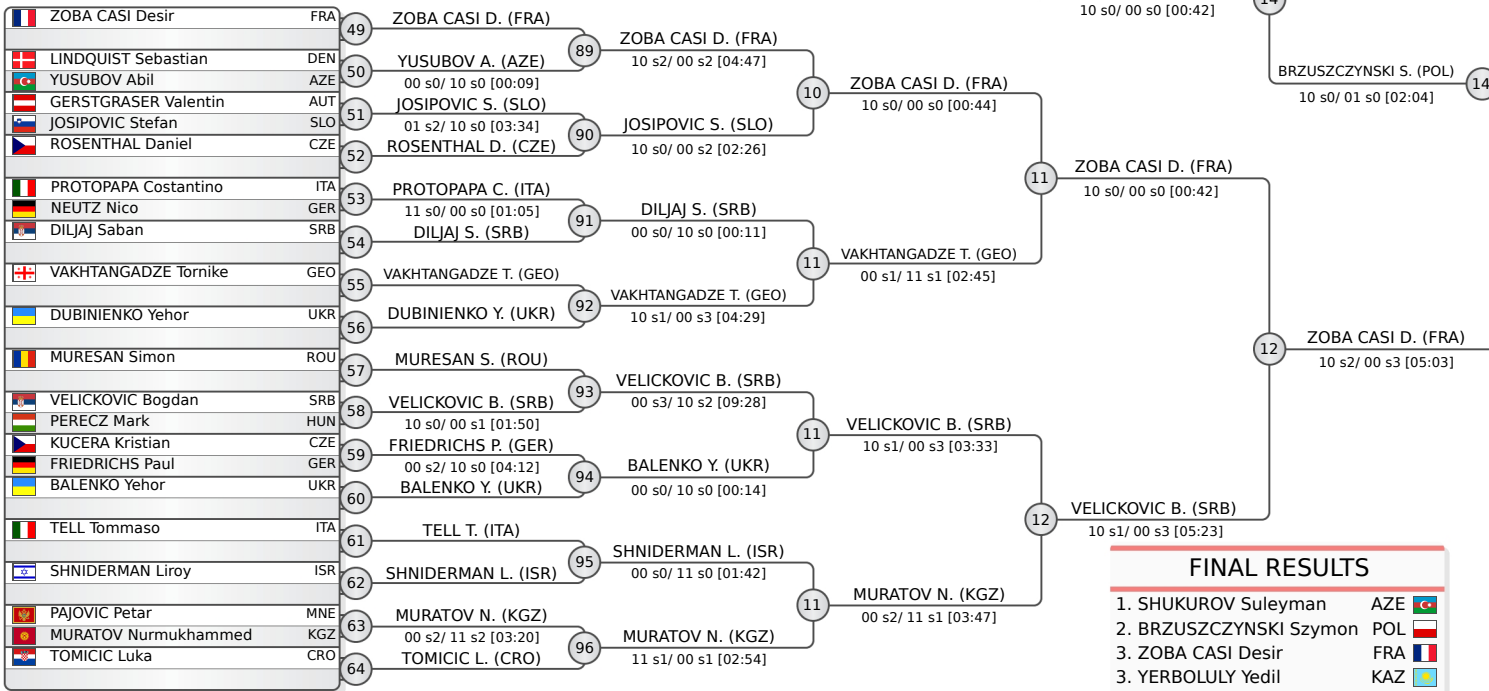 ZOBA CASI Desir FRA
LINDQUIST Sebastian DEN
YUSUBOV Abil AZE
GERSTGRASER Valentin AUT
JOSIPOVIC Stefan SLO
ROSENTHAL Daniel CZE
PROTOPAPA Costantino ITA
NEUTZ Nico GER
DILJAJ Saban SRB
VAKHTANGADZE Tornike GEO
DUBINIENKO Yehor UKR
MURESAN Simon ROU
VELICKOVIC Bogdan SRB
PERECZ Mark HUN
KUCERA Kristian CZE
FRIEDRICHS Paul GER
BALENKO Yehor UKR
TELL Tommaso ITA
SHNIDERMAN Liroy ISR
PAJOVIC Petar MNE
MURATOV Nurmukhammed KGZ
TOMICIC Luka CRO
49
50
51
52
53
54
55
56
57
58
59
60
61
62
63
64
ZOBA CASI D. (FRA)
YUSUBOV A. (AZE)
00 s0/ 10 s0 [00:09]
JOSIPOVIC S. (SLO)
01 s2/ 10 s0 [03:34]
ROSENTHAL D. (CZE)
PROTOPAPA C. (ITA)
11 s0/ 00 s0 [01:05]
DILJAJ S. (SRB)
VAKHTANGADZE T. (GEO)
DUBINIENKO Y. (UKR)
MURESAN S. (ROU)
VELICKOVIC B. (SRB)
10 s0/ 00 s1 [01:50]
FRIEDRICHS P. (GER)
00 s2/ 10 s0 [04:12]
BALENKO Y. (UKR)
TELL T. (ITA)
SHNIDERMAN L. (ISR)
MURATOV N. (KGZ)
00 s2/ 11 s2 [03:20]
TOMICIC L. (CRO)
89
90
91
92
93
94
95
96
ZOBA CASI D. (FRA)
10 s2/ 00 s2 [04:47]
JOSIPOVIC S. (SLO)
10 s0/ 00 s2 [02:26]
DILJAJ S. (SRB)
00 s0/ 10 s0 [00:11]
VAKHTANGADZE T. (GEO)
10 s1/ 00 s3 [04:29]
VELICKOVIC B. (SRB)
00 s3/ 10 s2 [09:28]
BALENKO Y. (UKR)
00 s0/ 10 s0 [00:14]
SHNIDERMAN L. (ISR)
00 s0/ 11 s0 [01:42]
MURATOV N. (KGZ)
11 s1/ 00 s1 [02:54]
10
11
11
11
ZOBA CASI D. (FRA)
10 s0/ 00 s0 [00:44]
VAKHTANGADZE T. (GEO)
00 s1/ 11 s1 [02:45]
VELICKOVIC B. (SRB)
10 s1/ 00 s3 [03:33]
MURATOV N. (KGZ)
00 s2/ 11 s1 [03:47]
11
12
10 s0/ 00 s0 [00:42]
ZOBA CASI D. (FRA)
10 s0/ 00 s0 [00:42]
VELICKOVIC B. (SRB)
10 s1/ 00 s3 [05:23]
14
12
BRZUSZCZYNSKI S. (POL)
10 s0/ 01 s0 [02:04]
14
ZOBA CASI D. (FRA)
10 s2/ 00 s3 [05:03]
FINAL RESULTS
1. SHUKUROV Suleyman AZE
2. BRZUSZCZYNSKI Szymon POL
3. ZOBA CASI Desir FRA
3. YERBOLULY Yedil KAZ